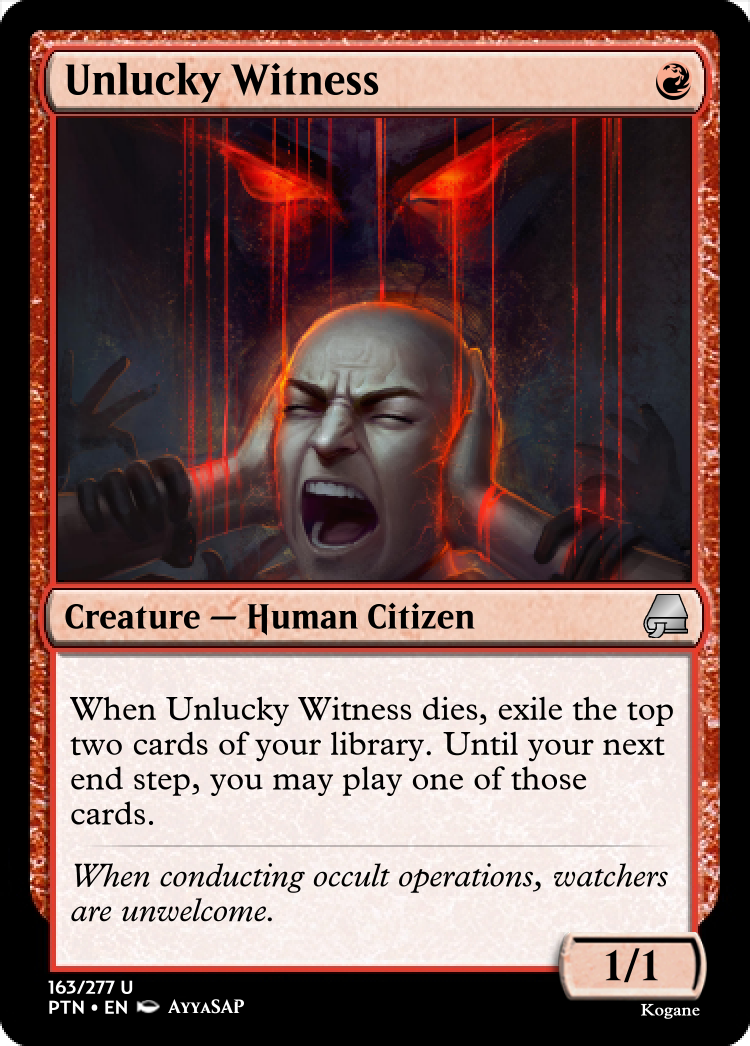 Unlucky Witness
Creature — Human Citizen
When Unlucky Witness dies, exile the top
two cards of your library. Until your next
end step, you may play one of those
cards.
When conducting occult operations, watchers
are unwelcome.
1/1
163/277 U
PTN • EN AyyaSAP
Kogane